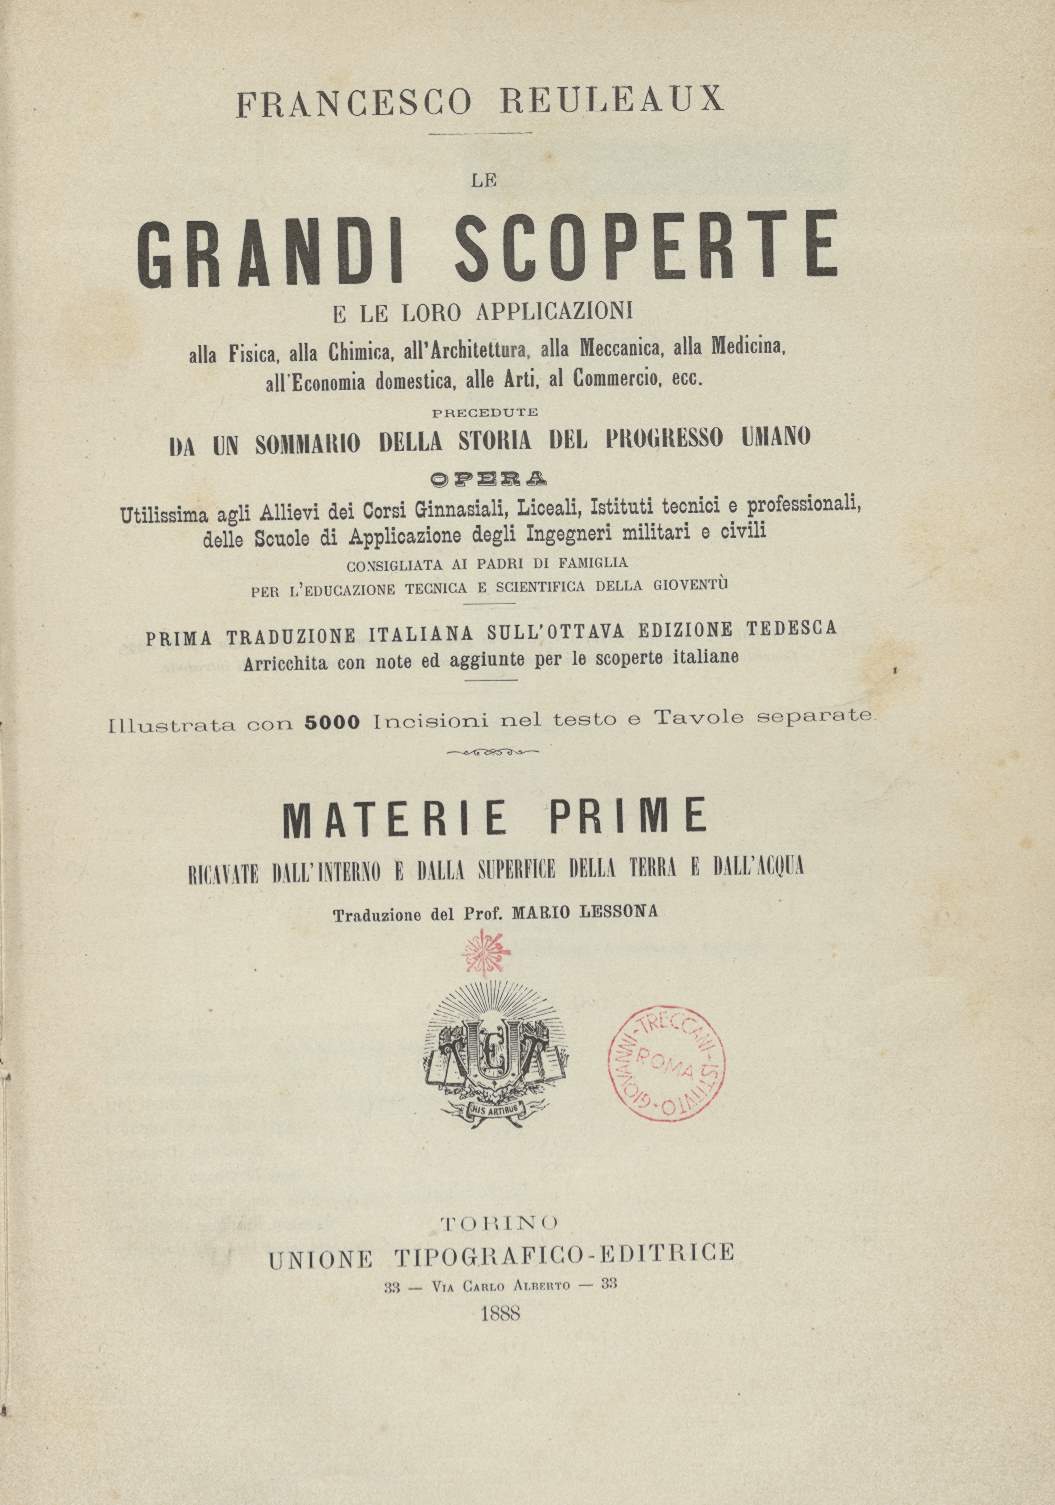 FRANCESCO REULEAUX
LE
GRANDI SCOPERTE
E LE LORO APPLICAZIONI
alla Fisica, alla Chimica, all'Architettura, alla Meccanica, alla Medicina,
all'Economia domestica, alle Arti, al Commercio, ecc.
PRECEDUTE
DA UN SOMMARIO DELLA STORIA DEL PROGRESSO UMANO
OPERA
Utilissima agli Allievi dei Corsi Ginnasiali, Liceali, Istituti tecnici e professionali,
delle Scuole di Applicazione degli Ingegneri militari e civili
CONSIGLIATA AI PADRI DI FAMIGLIA
PER L'EDUCAZIONE TECNICA E SCIENTIFICA DELLA GIOVENTÙ
PRIMA TRADUZIONE ITALIANA SULL'OTTAVA EDIZIONE TEDESCA
Arricchita con note ed aggiunte per le scoperte italiane
Illustrata con 5000 Incisioni nel testo e Tavole separate.
MATERIE PRIME
RICAVATE DALL'INTERNO E DALLA SUPERFICE DELLA TERRA E DALL'ACQUA
Traduzione del Prof. MARIO LESSONA
UTET
HIS ARTIBUS
ISTITVTO · GIOVANNI - TRECCANI -
ROMA
TORINO
UNIONE TIPOGRAFICO-EDITRICE
33 — VIA CARLO ALBERTO — 33
1888